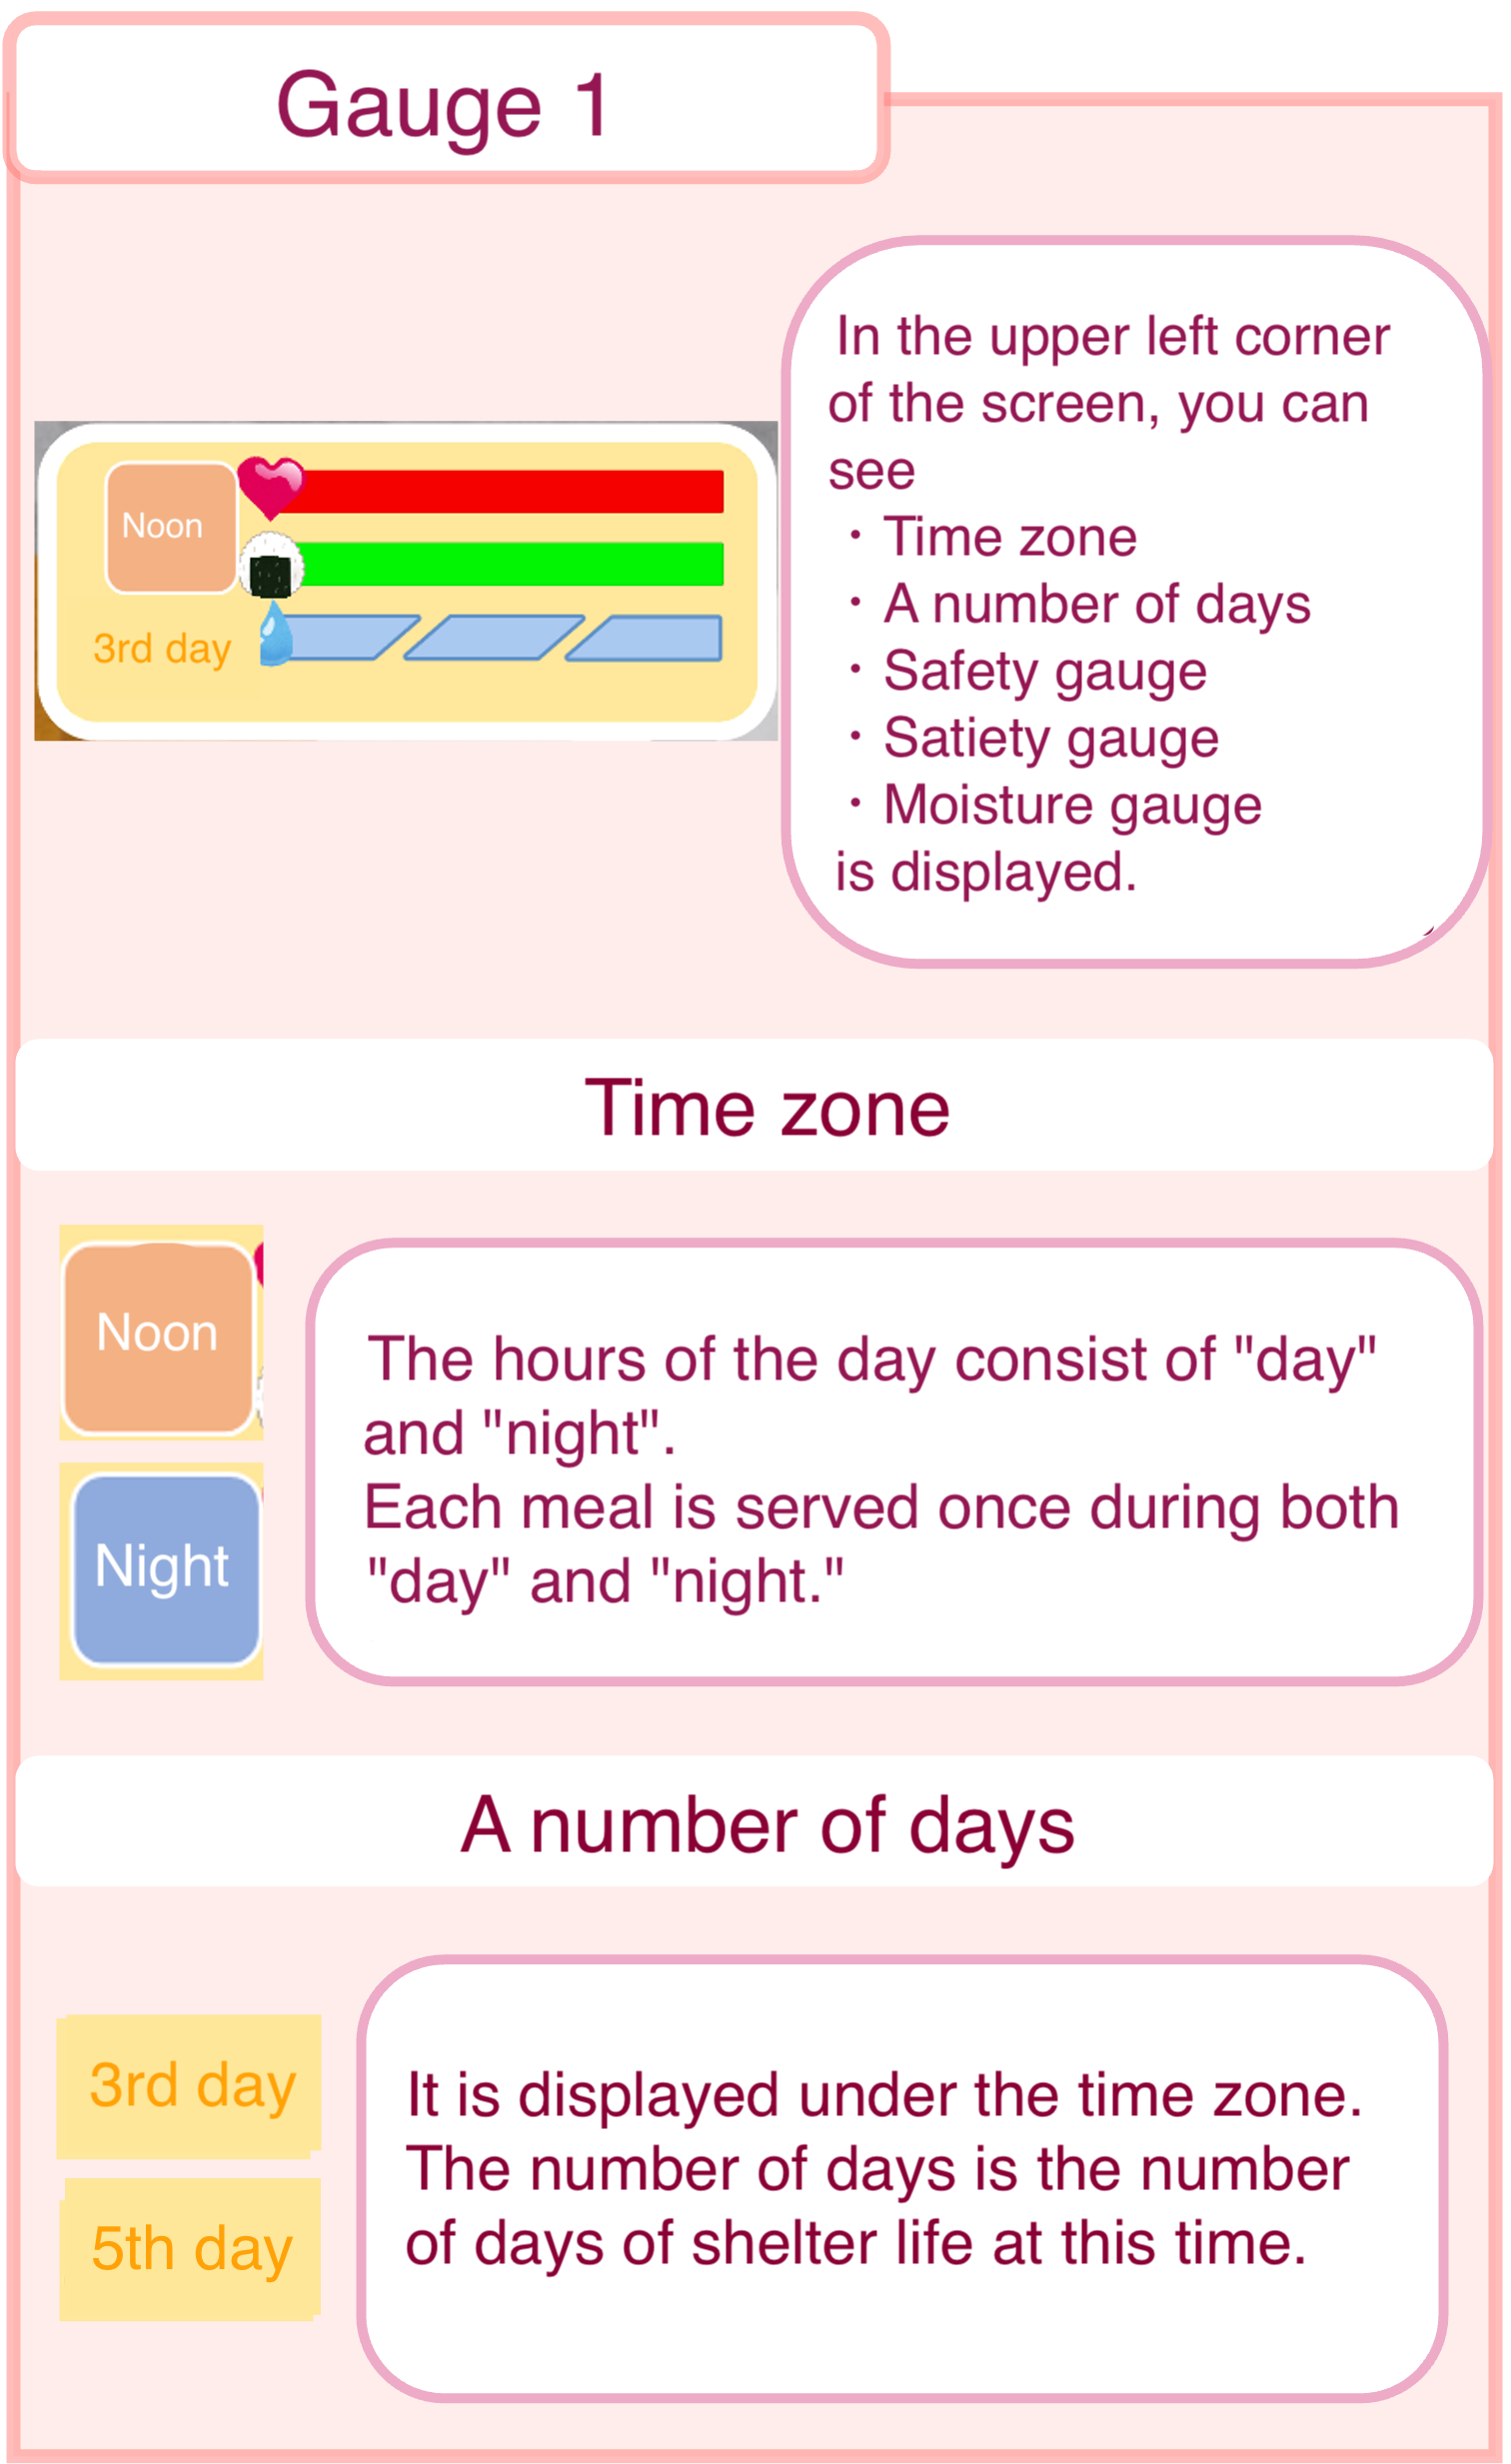 Gauge 1
Noon
3rd day
In the upper left corner
of the screen, you can
see
・Time zone
・A number of days
・Safety gauge
・Satiety gauge
・Moisture gauge
is displayed.
Time zone
Noon
Night
The hours of the day consist of "day"
and "night".
Each meal is served once during both
"day" and "night."
A number of days
3rd day
5th day
It is displayed under the time zone.
The number of days is the number
of days of shelter life at this time.